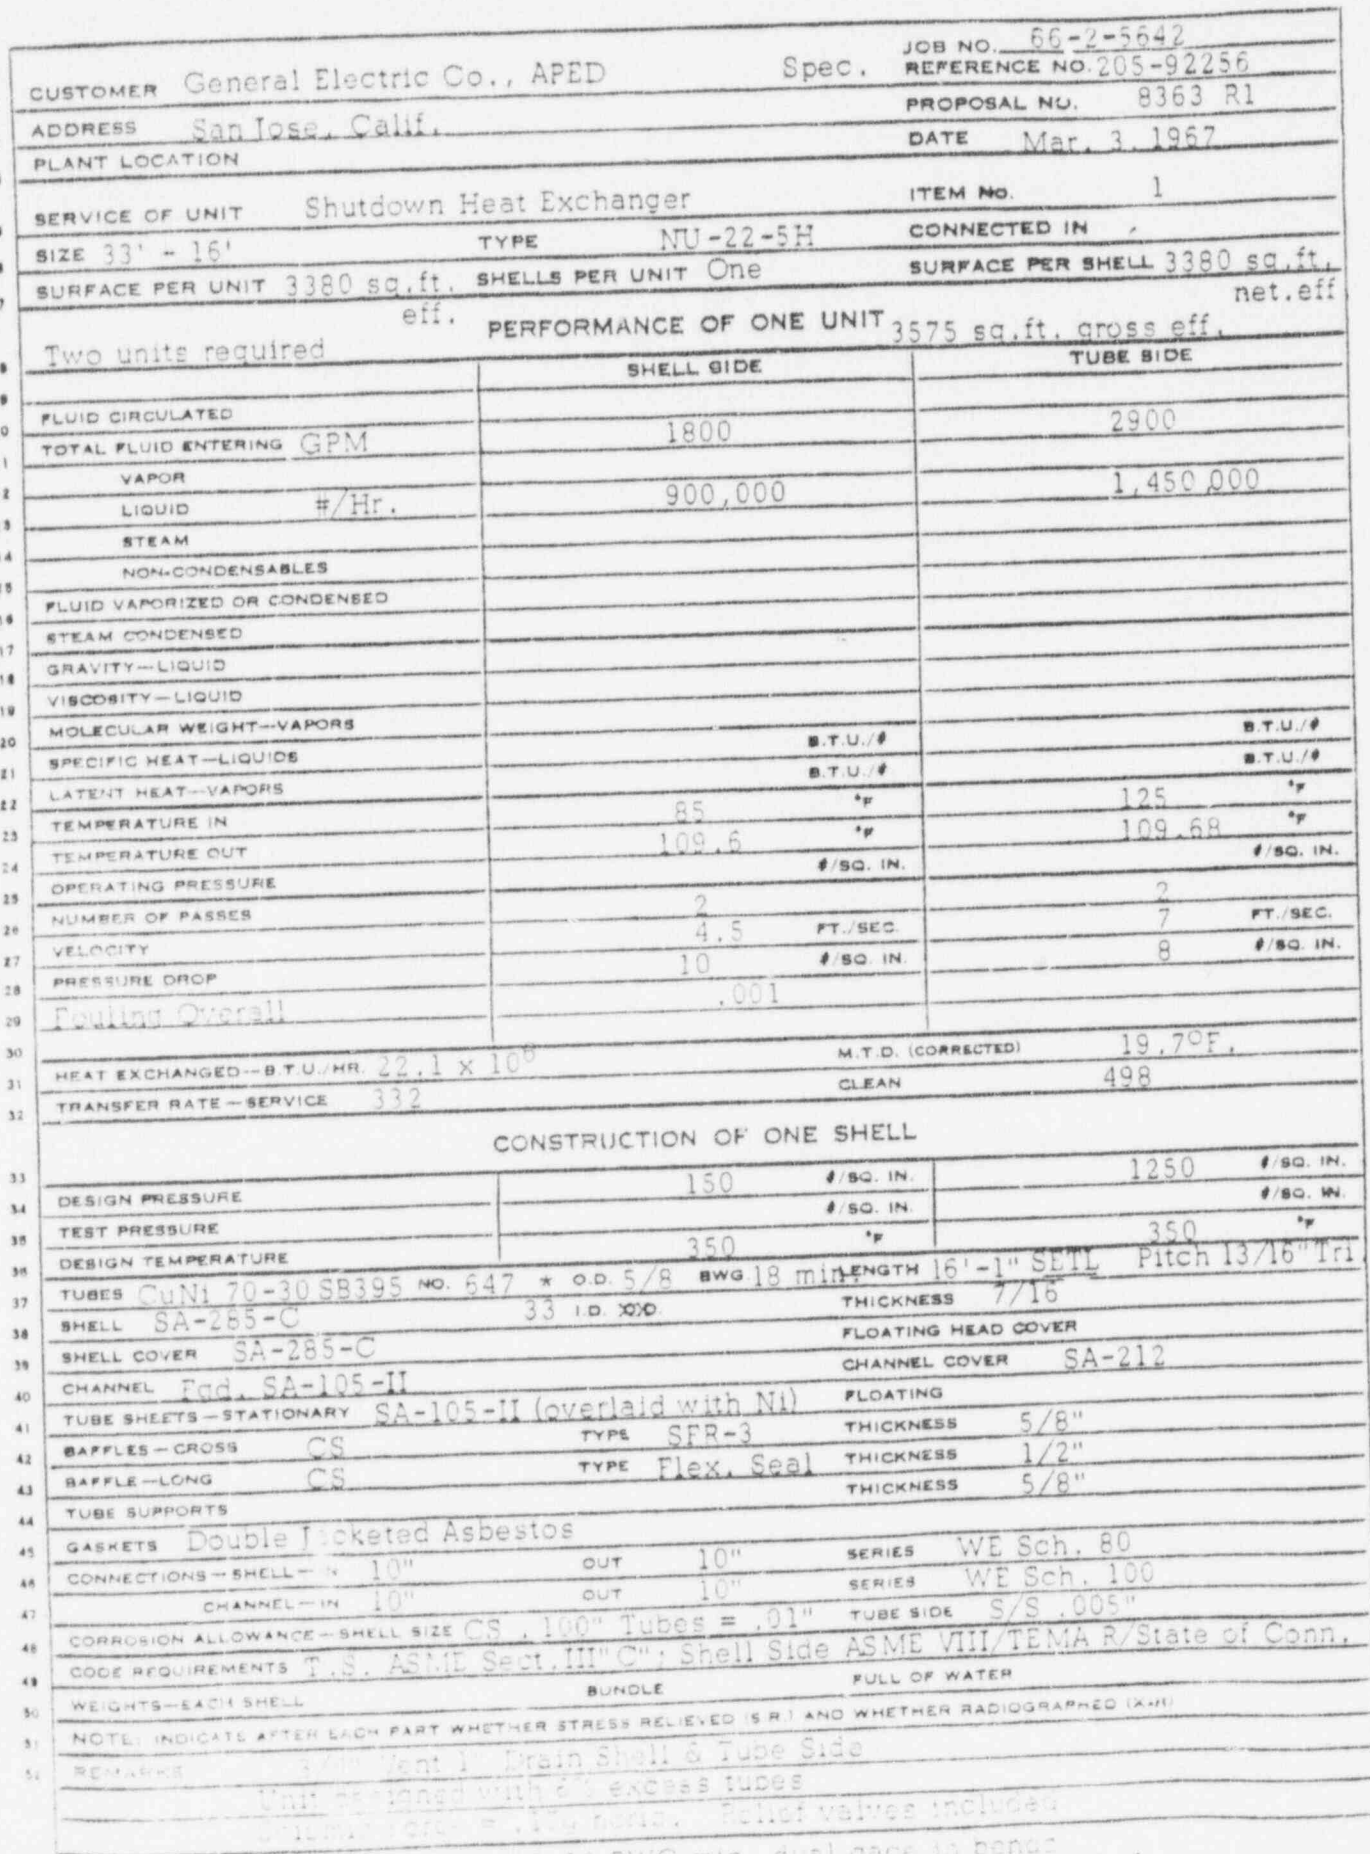 JOB NO. 66-2-5642
CUSTOMER General Electric Co., APED Spec. REFERENCE NO. 205-92256
ADDRESS San Jose, Calif. PROPOSAL NO. 8363 R1
PLANT LOCATION DATE Mar. 3, 1967
SERVICE OF UNIT Shutdown Heat Exchanger ITEM No. 1
SIZE 33' - 16' TYPE NU-22-5H CONNECTED IN
SURFACE PER UNIT 3380 sq.ft. SHELLS PER UNIT One SURFACE PER SHELL 3380 sq.ft.
eff. net.eff
PERFORMANCE OF ONE UNIT 3575 sq.ft. gross eff.
Two units required SHELL SIDE TUBE SIDE
FLUID CIRCULATED
TOTAL FLUID ENTERING GPM 1800 2900
VAPOR
LIQUID #/Hr. 900,000 1,450,000
STEAM
NON-CONDENSABLES
FLUID VAPORIZED OR CONDENSED
STEAM CONDENSED
GRAVITY—LIQUID
VISCOSITY—LIQUID
MOLECULAR WEIGHT—VAPORS
SPECIFIC HEAT—LIQUIDS B.T.U./# B.T.U./#
LATENT HEAT—VAPORS B.T.U./# B.T.U./#
TEMPERATURE IN 85 °F 125 °F
TEMPERATURE OUT 109.6 °F 109.68 °F
OPERATING PRESSURE #/SQ. IN. #/SQ. IN.
NUMBER OF PASSES 2 2
VELOCITY 4.5 FT./SEC. 7 FT./SEC.
PRESSURE DROP 10 #/SQ. IN. 8 #/SQ. IN.
Fouling Overall .001
HEAT EXCHANGED—B.T.U./HR. 22.1 x 10⁶ M.T.D. (CORRECTED) 19.7°F.
TRANSFER RATE—SERVICE 332 CLEAN 498
CONSTRUCTION OF ONE SHELL
DESIGN PRESSURE 150 #/SQ. IN. 1250 #/SQ. IN.
TEST PRESSURE #/SQ. IN. #/SQ. IN.
DESIGN TEMPERATURE 350 °F 350 °F
TUBES CuNi 70-30 SB395 NO. 647 * O.D. 5/8 BWG 18 min. LENGTH 16'-1" SETL Pitch 13/16" Tri
SHELL SA-285-C 33 I.D. THICKNESS 7/16
SHELL COVER SA-285-C FLOATING HEAD COVER
CHANNEL Fgd. SA-105-II CHANNEL COVER SA-212
TUBE SHEETS—STATIONARY SA-105-II (overlaid with Ni) FLOATING
BAFFLES—CROSS CS TYPE SFR-3 THICKNESS 5/8"
BAFFLE—LONG CS TYPE Flex. Seal THICKNESS 1/2"
TUBE SUPPORTS THICKNESS 5/8"
GASKETS Double Jacketed Asbestos
CONNECTIONS—SHELL—IN 10" OUT 10" SERIES WE Sch. 80
CHANNEL—IN 10" OUT 10" SERIES WE Sch. 100
CORROSION ALLOWANCE—SHELL SIZE CS .100" Tubes = .01" TUBE SIDE S/S .005"
CODE REQUIREMENTS T.S. ASME Sect. III "C"; Shell Side ASME VIII/TEMA R/State of Conn.
WEIGHTS—EACH SHELL BUNDLE FULL OF WATER
NOTE: INDICATE AFTER EACH PART WHETHER STRESS RELIEVED (S.R.) AND WHETHER RADIOGRAPHED (X-R)
REMARKS Vent 1" Drain Shell & Tube Side
Unit designed with 6% excess tubes
Relief valves included